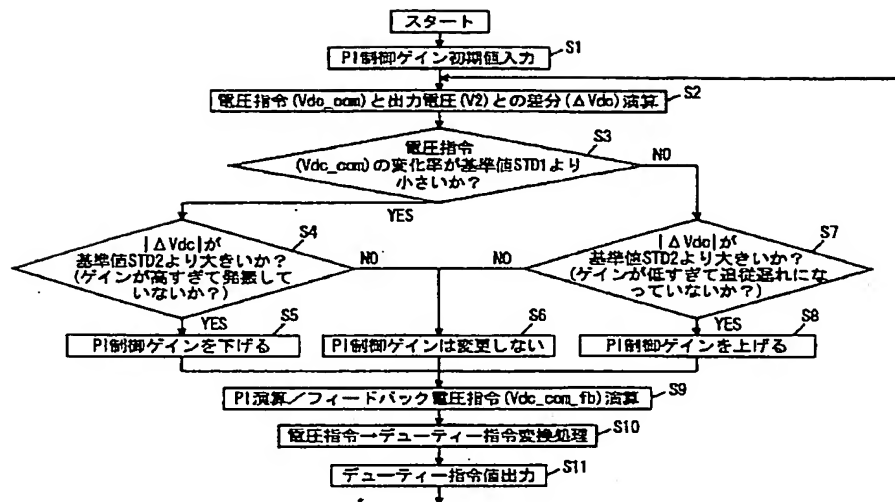 スタート
PI制御ゲイン初期値入力
S1
電圧指令(Vdc_com)と出力電圧(V2)との差分(ΔVdc)演算
S2
電圧指令
(Vdc_com)の変化率が基準値STD1より
小さいか?
S3
NO
YES
|ΔVdc|が
基準値STD2より大きいか?
(ゲインが高すぎて発振して
いないか?)
S4
NO
NO
|ΔVdc|が
基準値STD2より大きいか?
(ゲインが低すぎて追従遅れにな
っていないか?)
S7
YES
S5
S6
YES
S8
PI制御ゲインを下げる
PI制御ゲインは変更しない
PI制御ゲインを上げる
PI演算/フィードバック電圧指令(Vdc_com_fb)演算
S9
電圧指令→デューティー指令変換処理
S10
デューティー指令値出力
S11